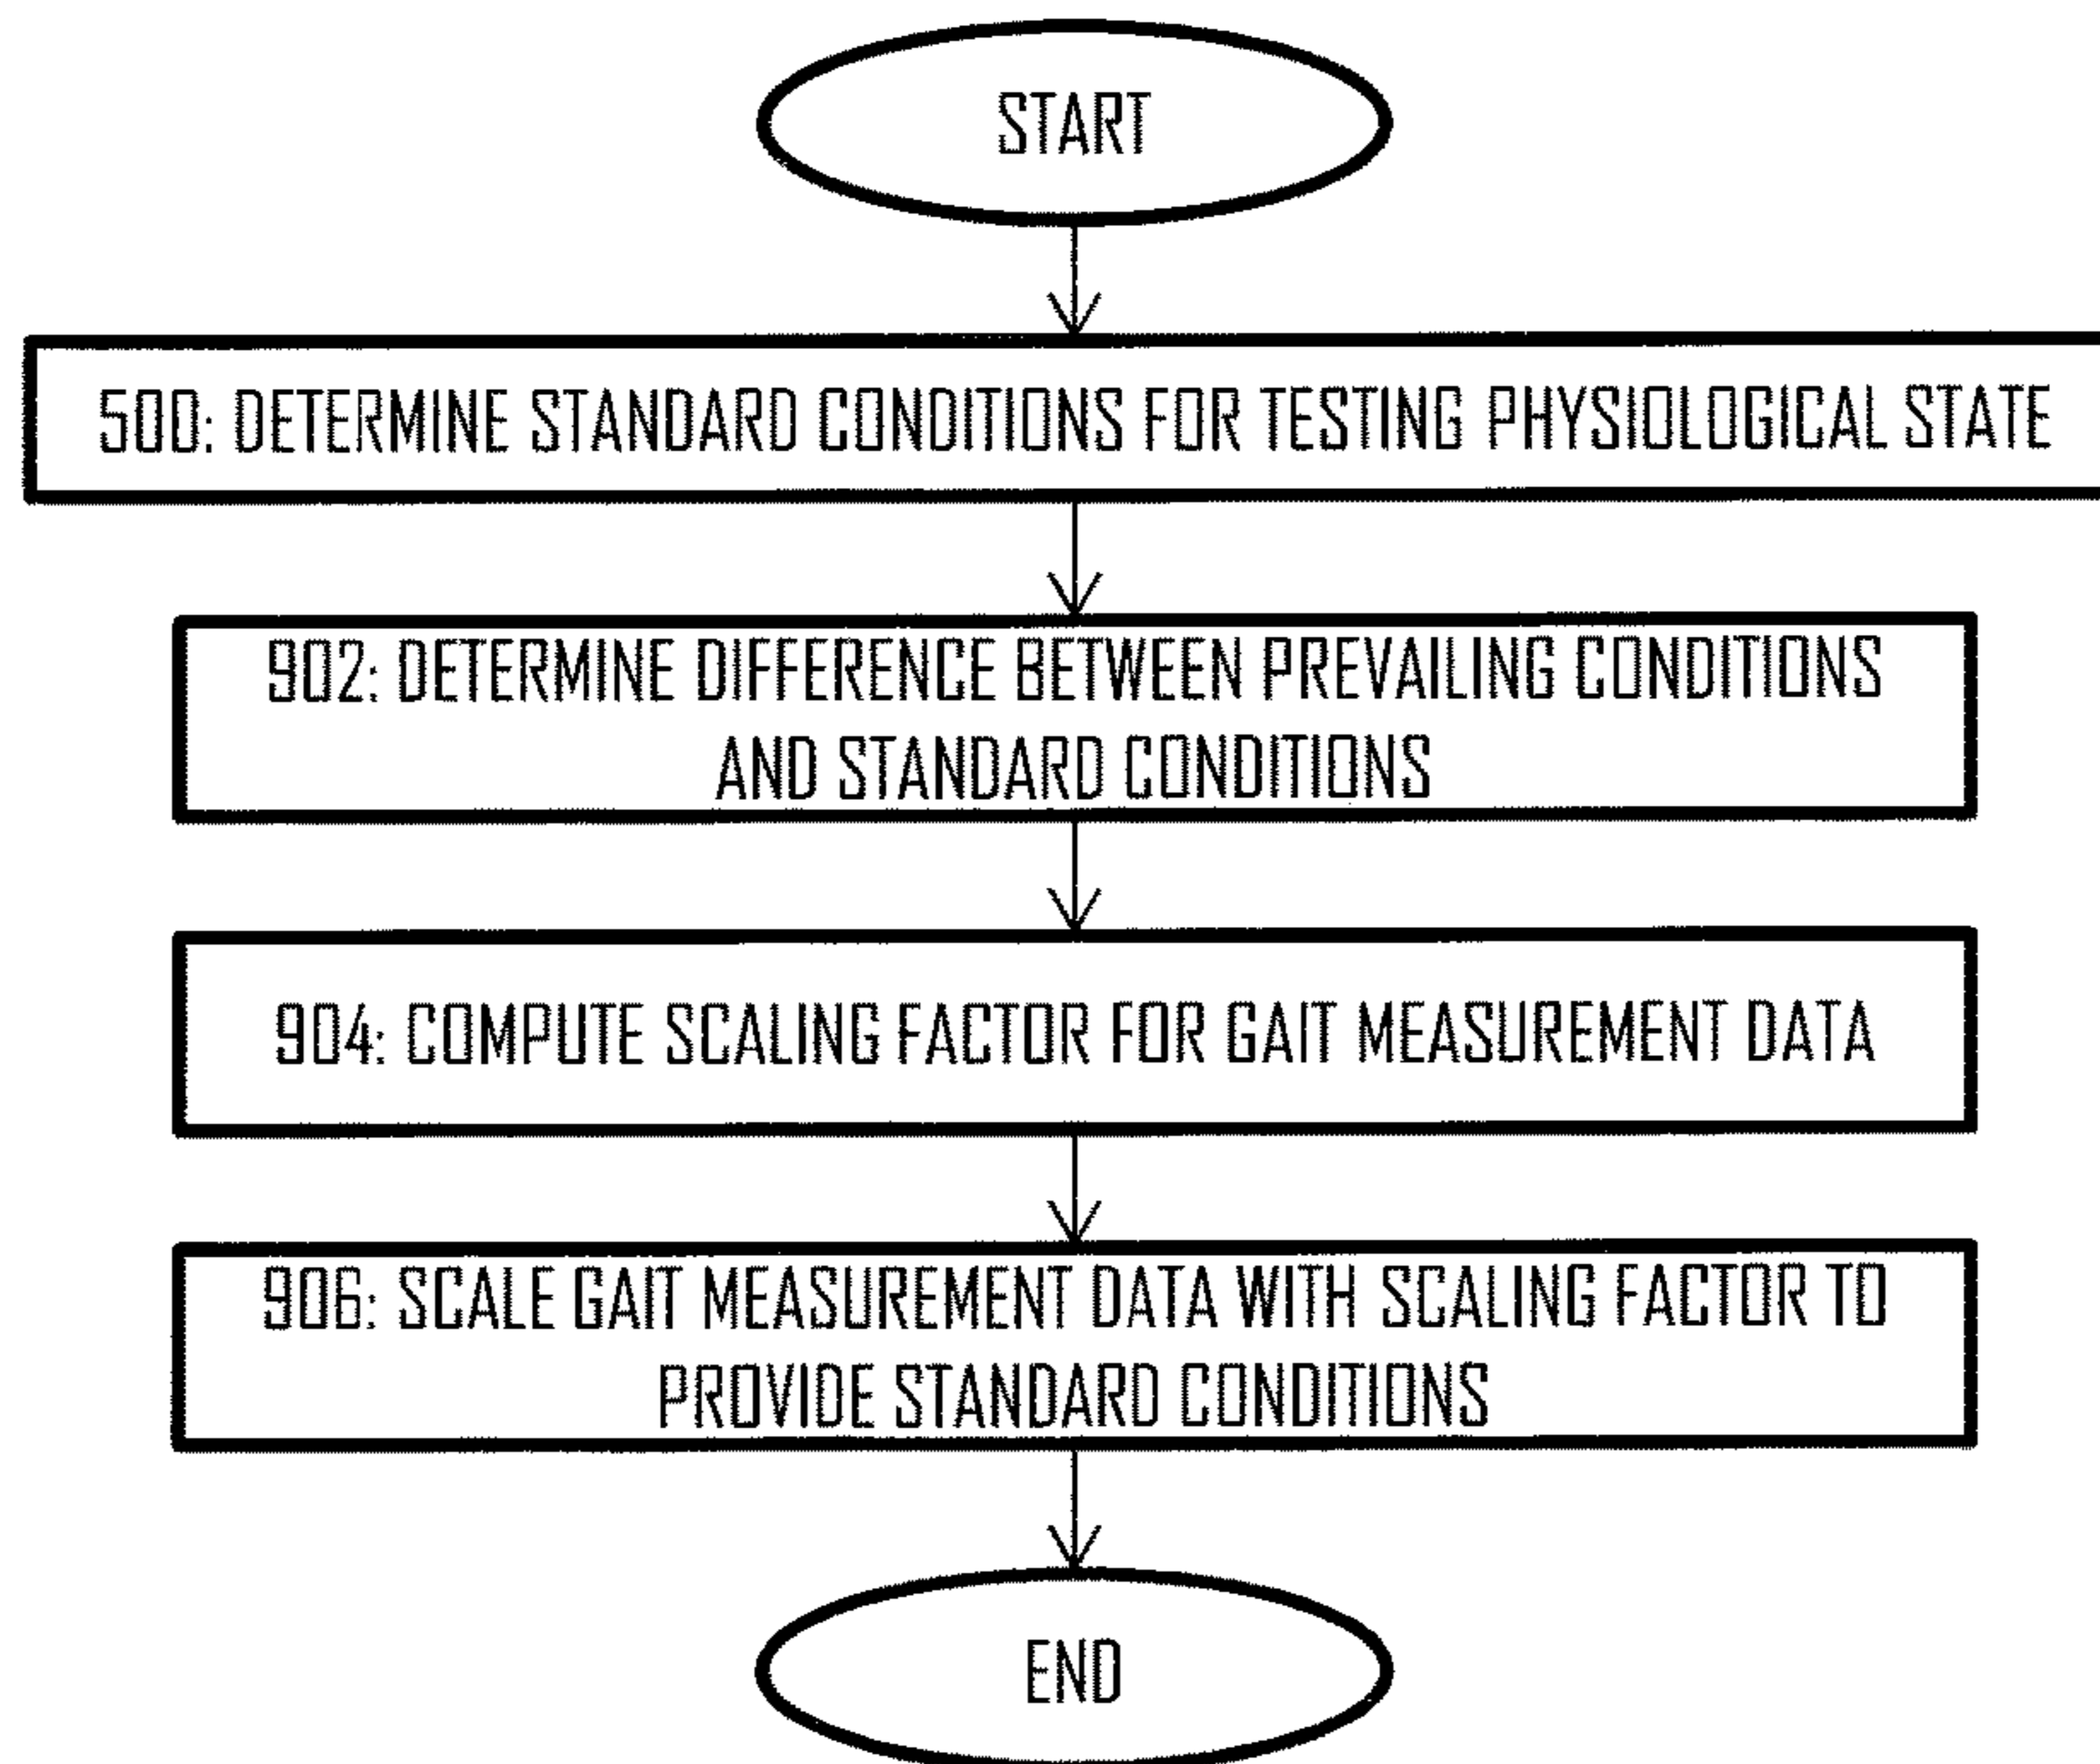 START
500: DETERMINE STANDARD CONDITIONS FOR TESTING PHYSIOLOGICAL STATE
902: DETERMINE DIFFERENCE BETWEEN PREVAILING CONDITIONS
AND STANDARD CONDITIONS
904: COMPUTE SCALING FACTOR FOR GAIT MEASUREMENT DATA
906: SCALE GAIT MEASUREMENT DATA WITH SCALING FACTOR TO
PROVIDE STANDARD CONDITIONS
END